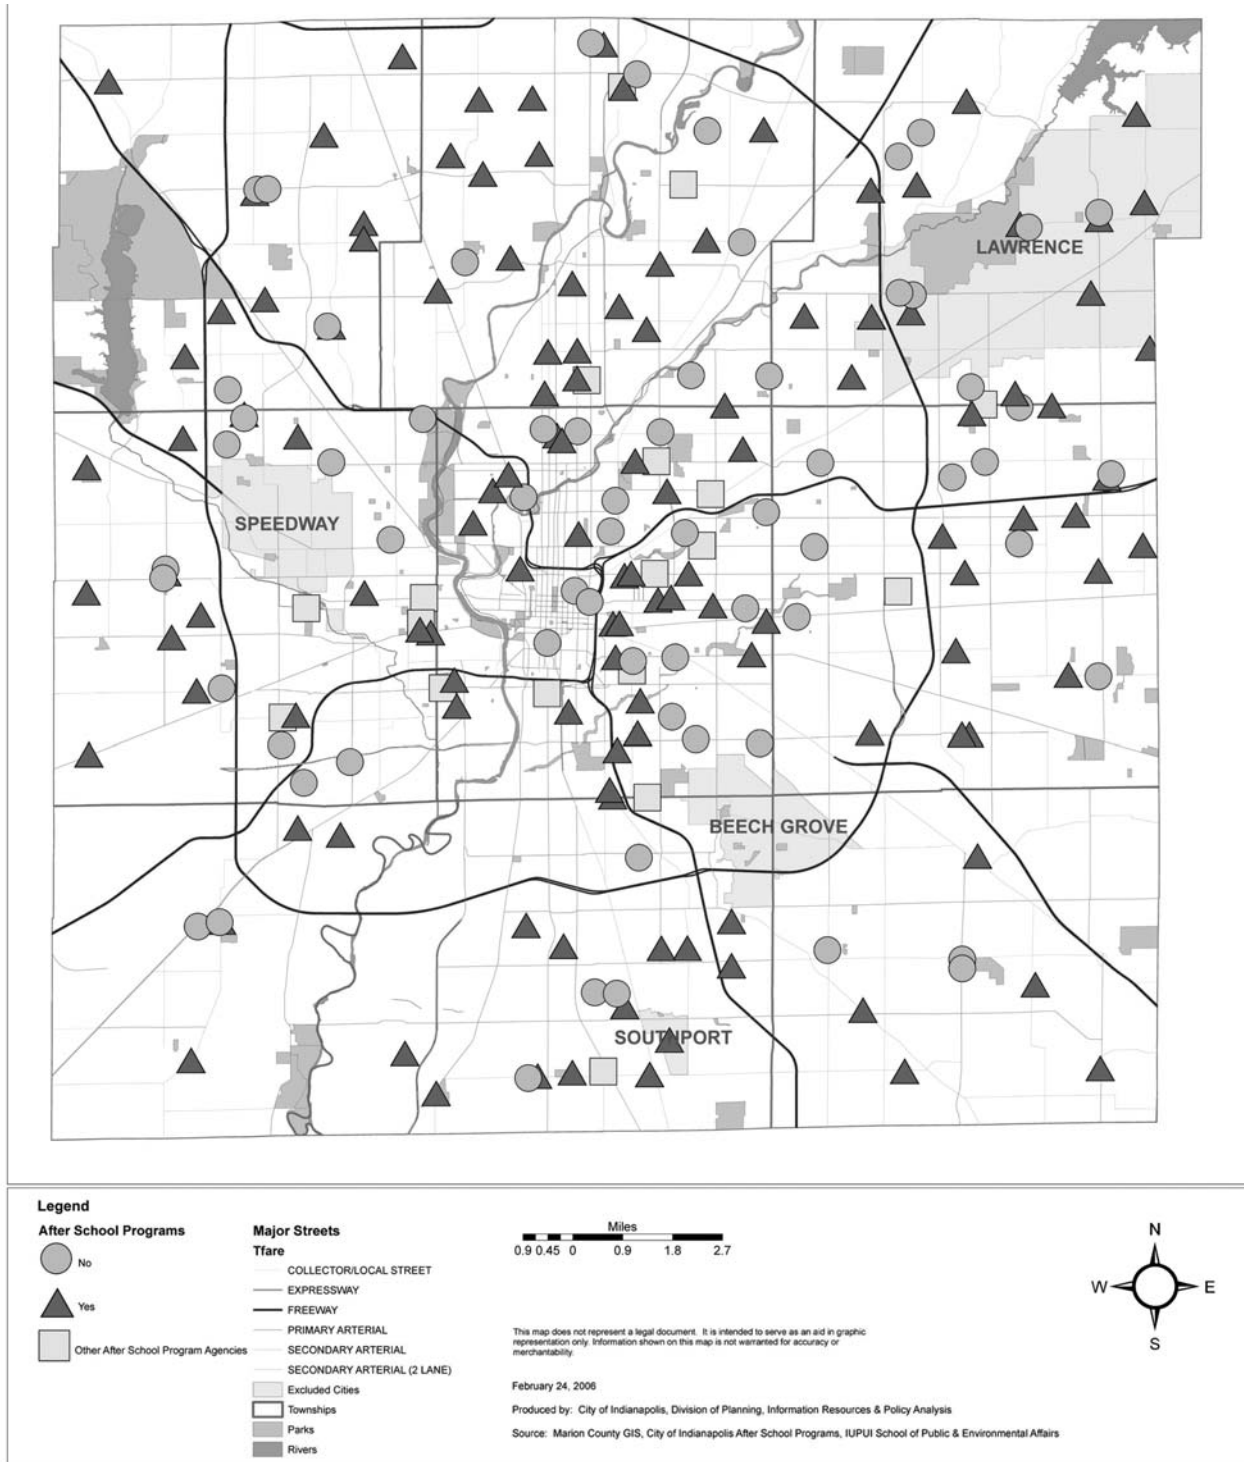 LAWRENCE
SPEEDWAY
BEECH GROVE
SOUTHPORT
Legend
After School Programs
No
Yes
Other After School Program Agencies
Major Streets
Tfare
COLLECTOR/LOCAL STREET
EXPRESSWAY
FREEWAY
PRIMARY ARTERIAL
SECONDARY ARTERIAL
SECONDARY ARTERIAL (2 LANE)
Excluded Cities
Townships
Parks
Rivers
Miles
0.9 0.45 0 0.9 1.8 2.7
This map does not represent a legal document. It is intended to serve as an aid in graphic
representation only. Information shown on this map is not warranted for accuracy or
merchantability.
February 24, 2006
Produced by: City of Indianapolis, Division of Planning, Information Resources & Policy Analysis
Source: Marion County GIS, City of Indianapolis After School Programs, IUPUI School of Public & Environmental Affairs
N
W E
S